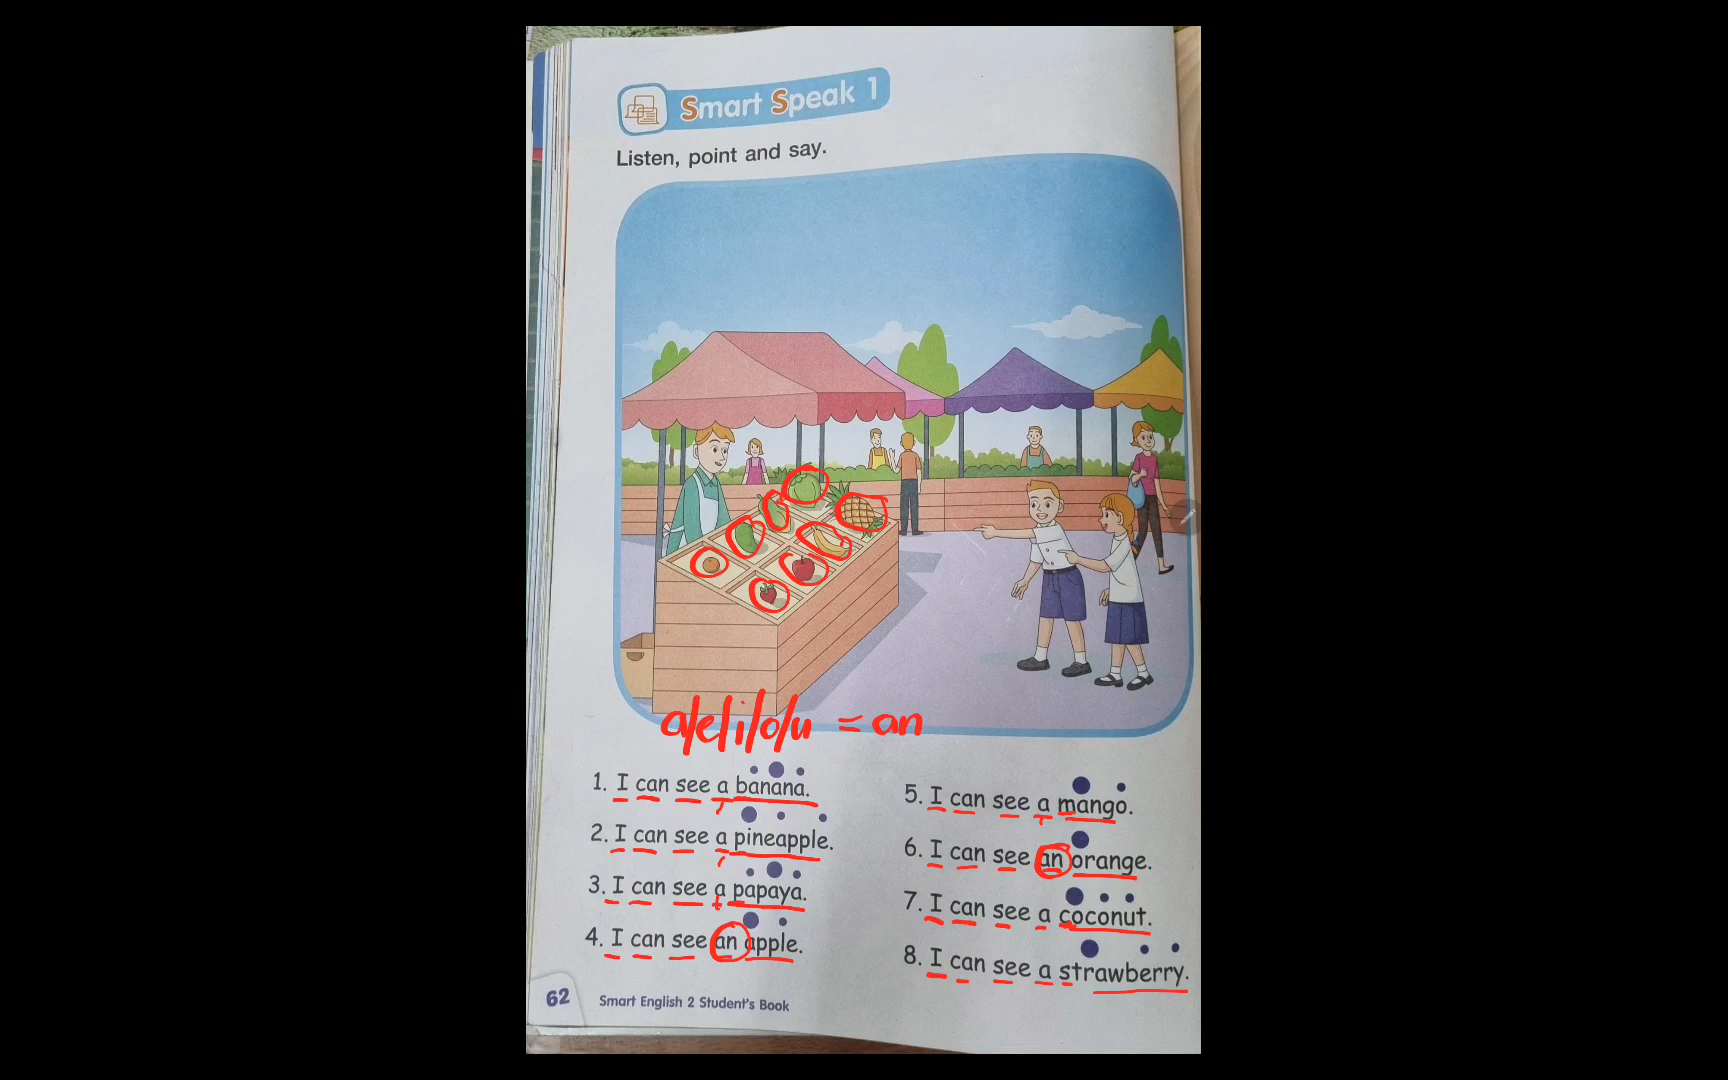 Smart Speak 1
Listen, point and say.
a/e/i/o/u = an
1. I can see a banana.
2. I can see a pineapple.
3. I can see a papaya.
4. I can see an apple.
5. I can see a mango.
6. I can see an orange.
7. I can see a coconut.
8. I can see a strawberry.
62 Smart English 2 Student's Book